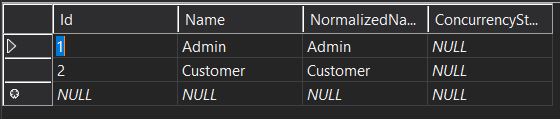 Id Name NormalizedNa... ConcurrencySt...
1 Admin Admin NULL
2 Customer Customer NULL
NULL NULL NULL NULL